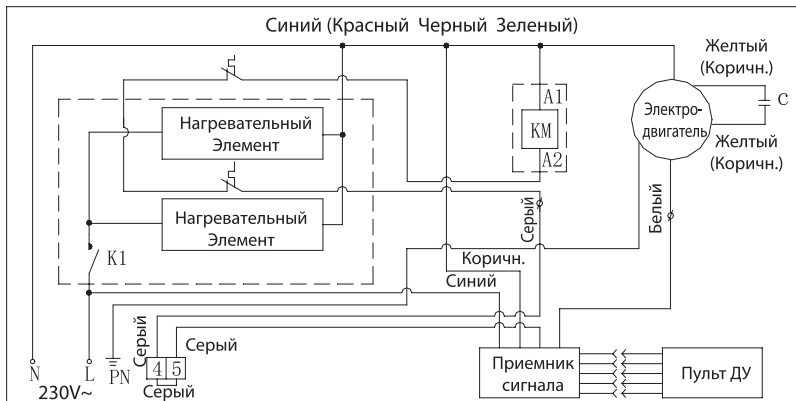 Синий (Красный Черный Зеленый)
Желтый
(Коричн.)
A1
C
Нагревательный
Элемент
KM
Электро-
двигатель
A2
Желтый
(Коричн.)
Нагревательный
Элемент
Серый
Белый
K1
Коричн.
Синий
Серый
Серый
4 5
N
L
PN
230V~
Серый
Приемник
сигнала
Пульт ДУ